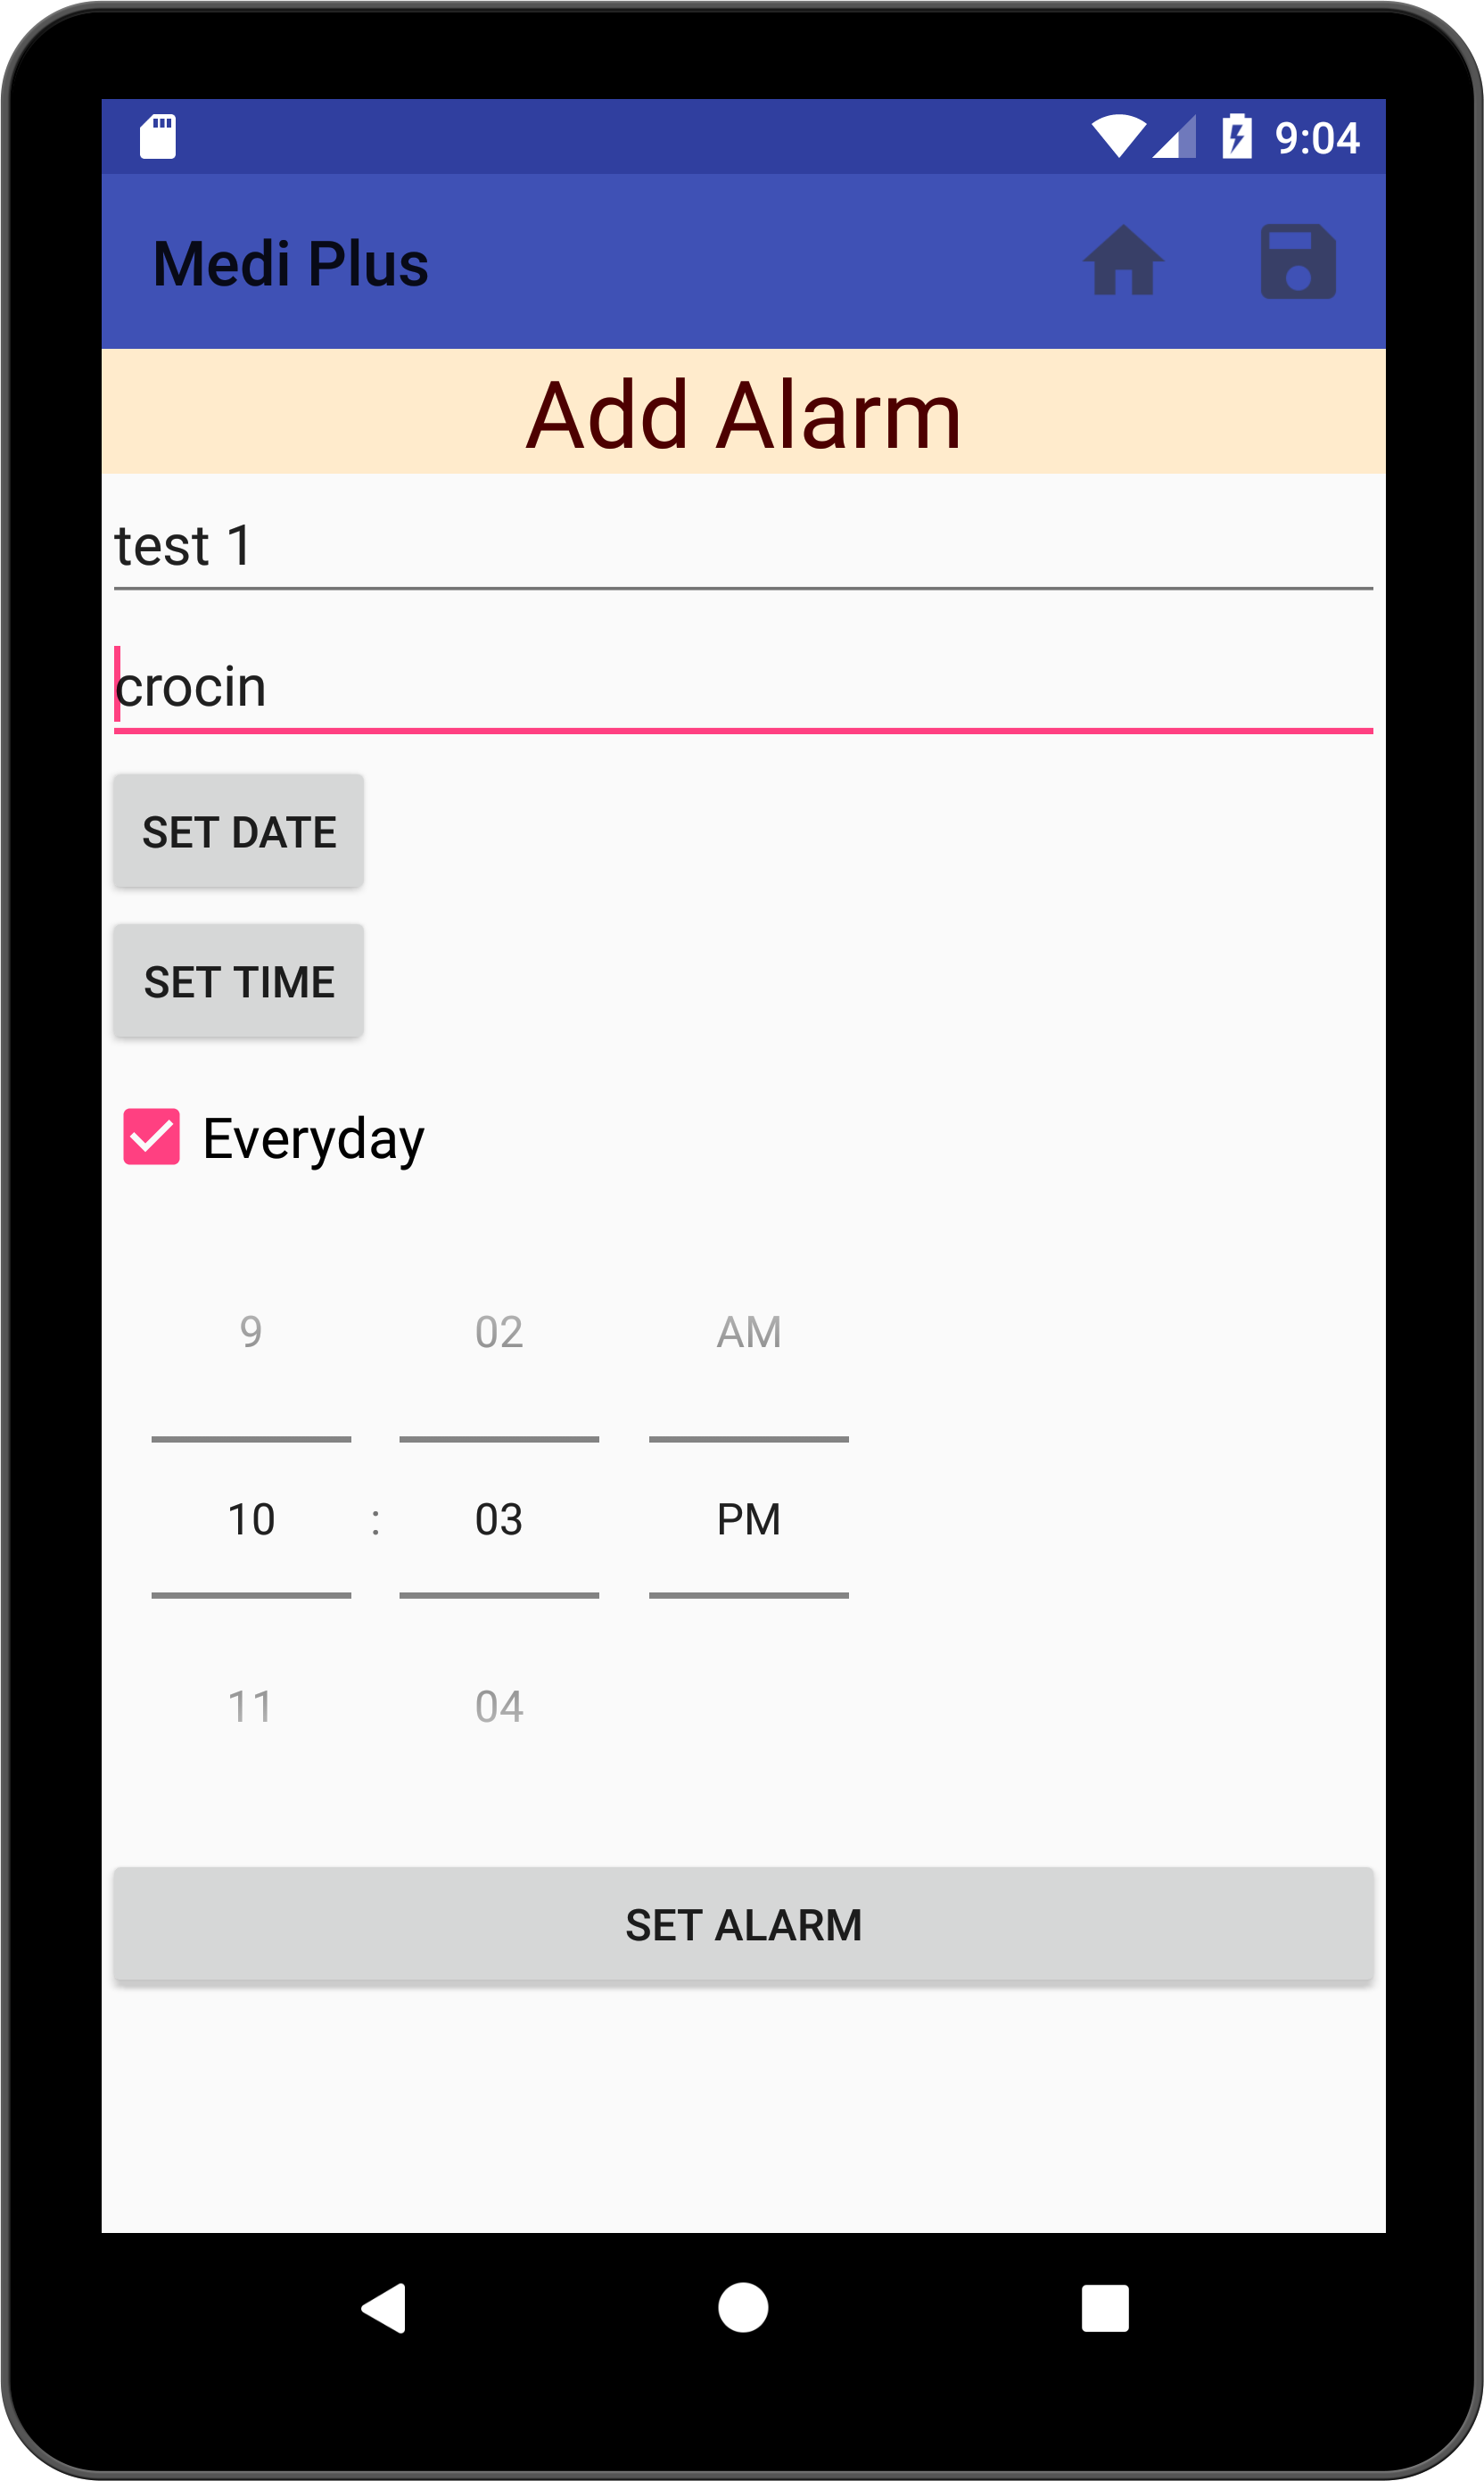 9:04
Medi Plus
Add Alarm
test 1
crocin
SET DATE
SET TIME
Everyday
9 02 AM
10 : 03 PM
11 04
SET ALARM